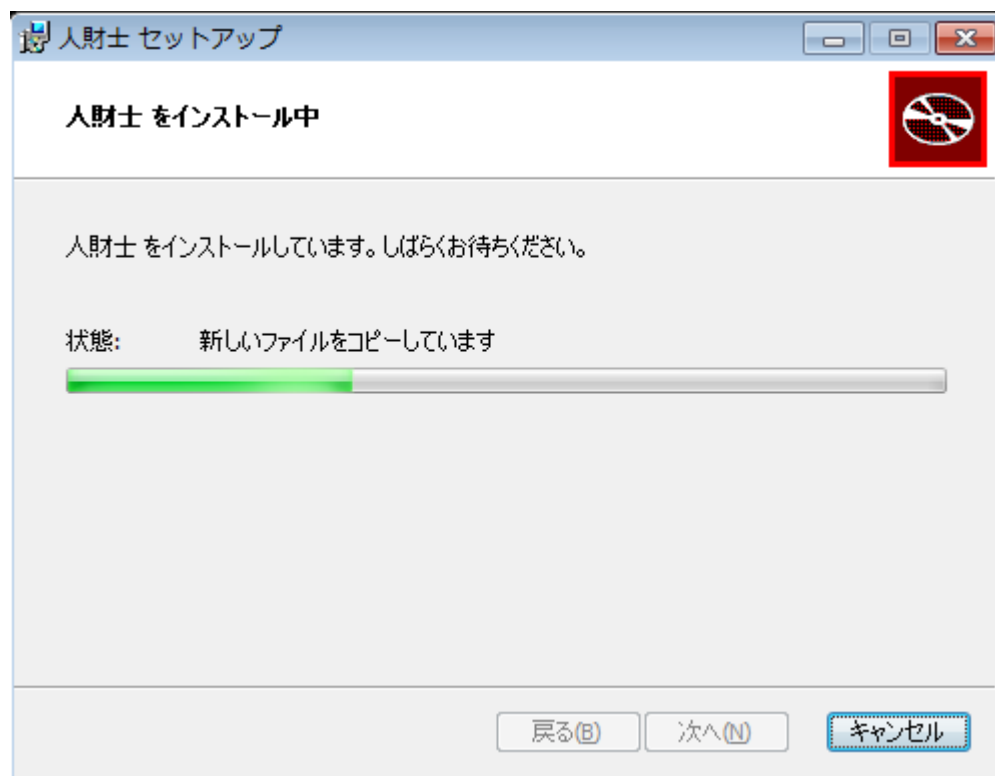 人財士 セットアップ
人財士 をインストール中
人財士 をインストールしています。しばらくお待ちください。
状態: 新しいファイルをコピーしています
戻る(B) 次へ(N) キャンセル